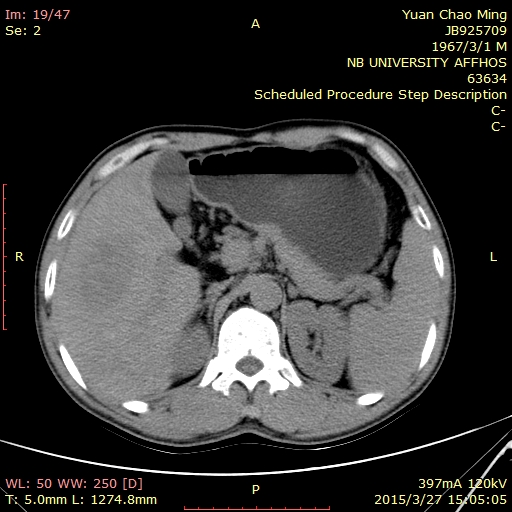 Im: 19/47
Se: 2
A
Yuan Chao Ming
JB925709
1967/3/1 M
NB UNIVERSITY AFFHOS
63634
Scheduled Procedure Step Description
C-
C-
R
L
WL: 50 WW: 250 [D]
T: 5.0mm L: 1274.8mm
P
397mA 120kV
2015/3/27 15:05:05